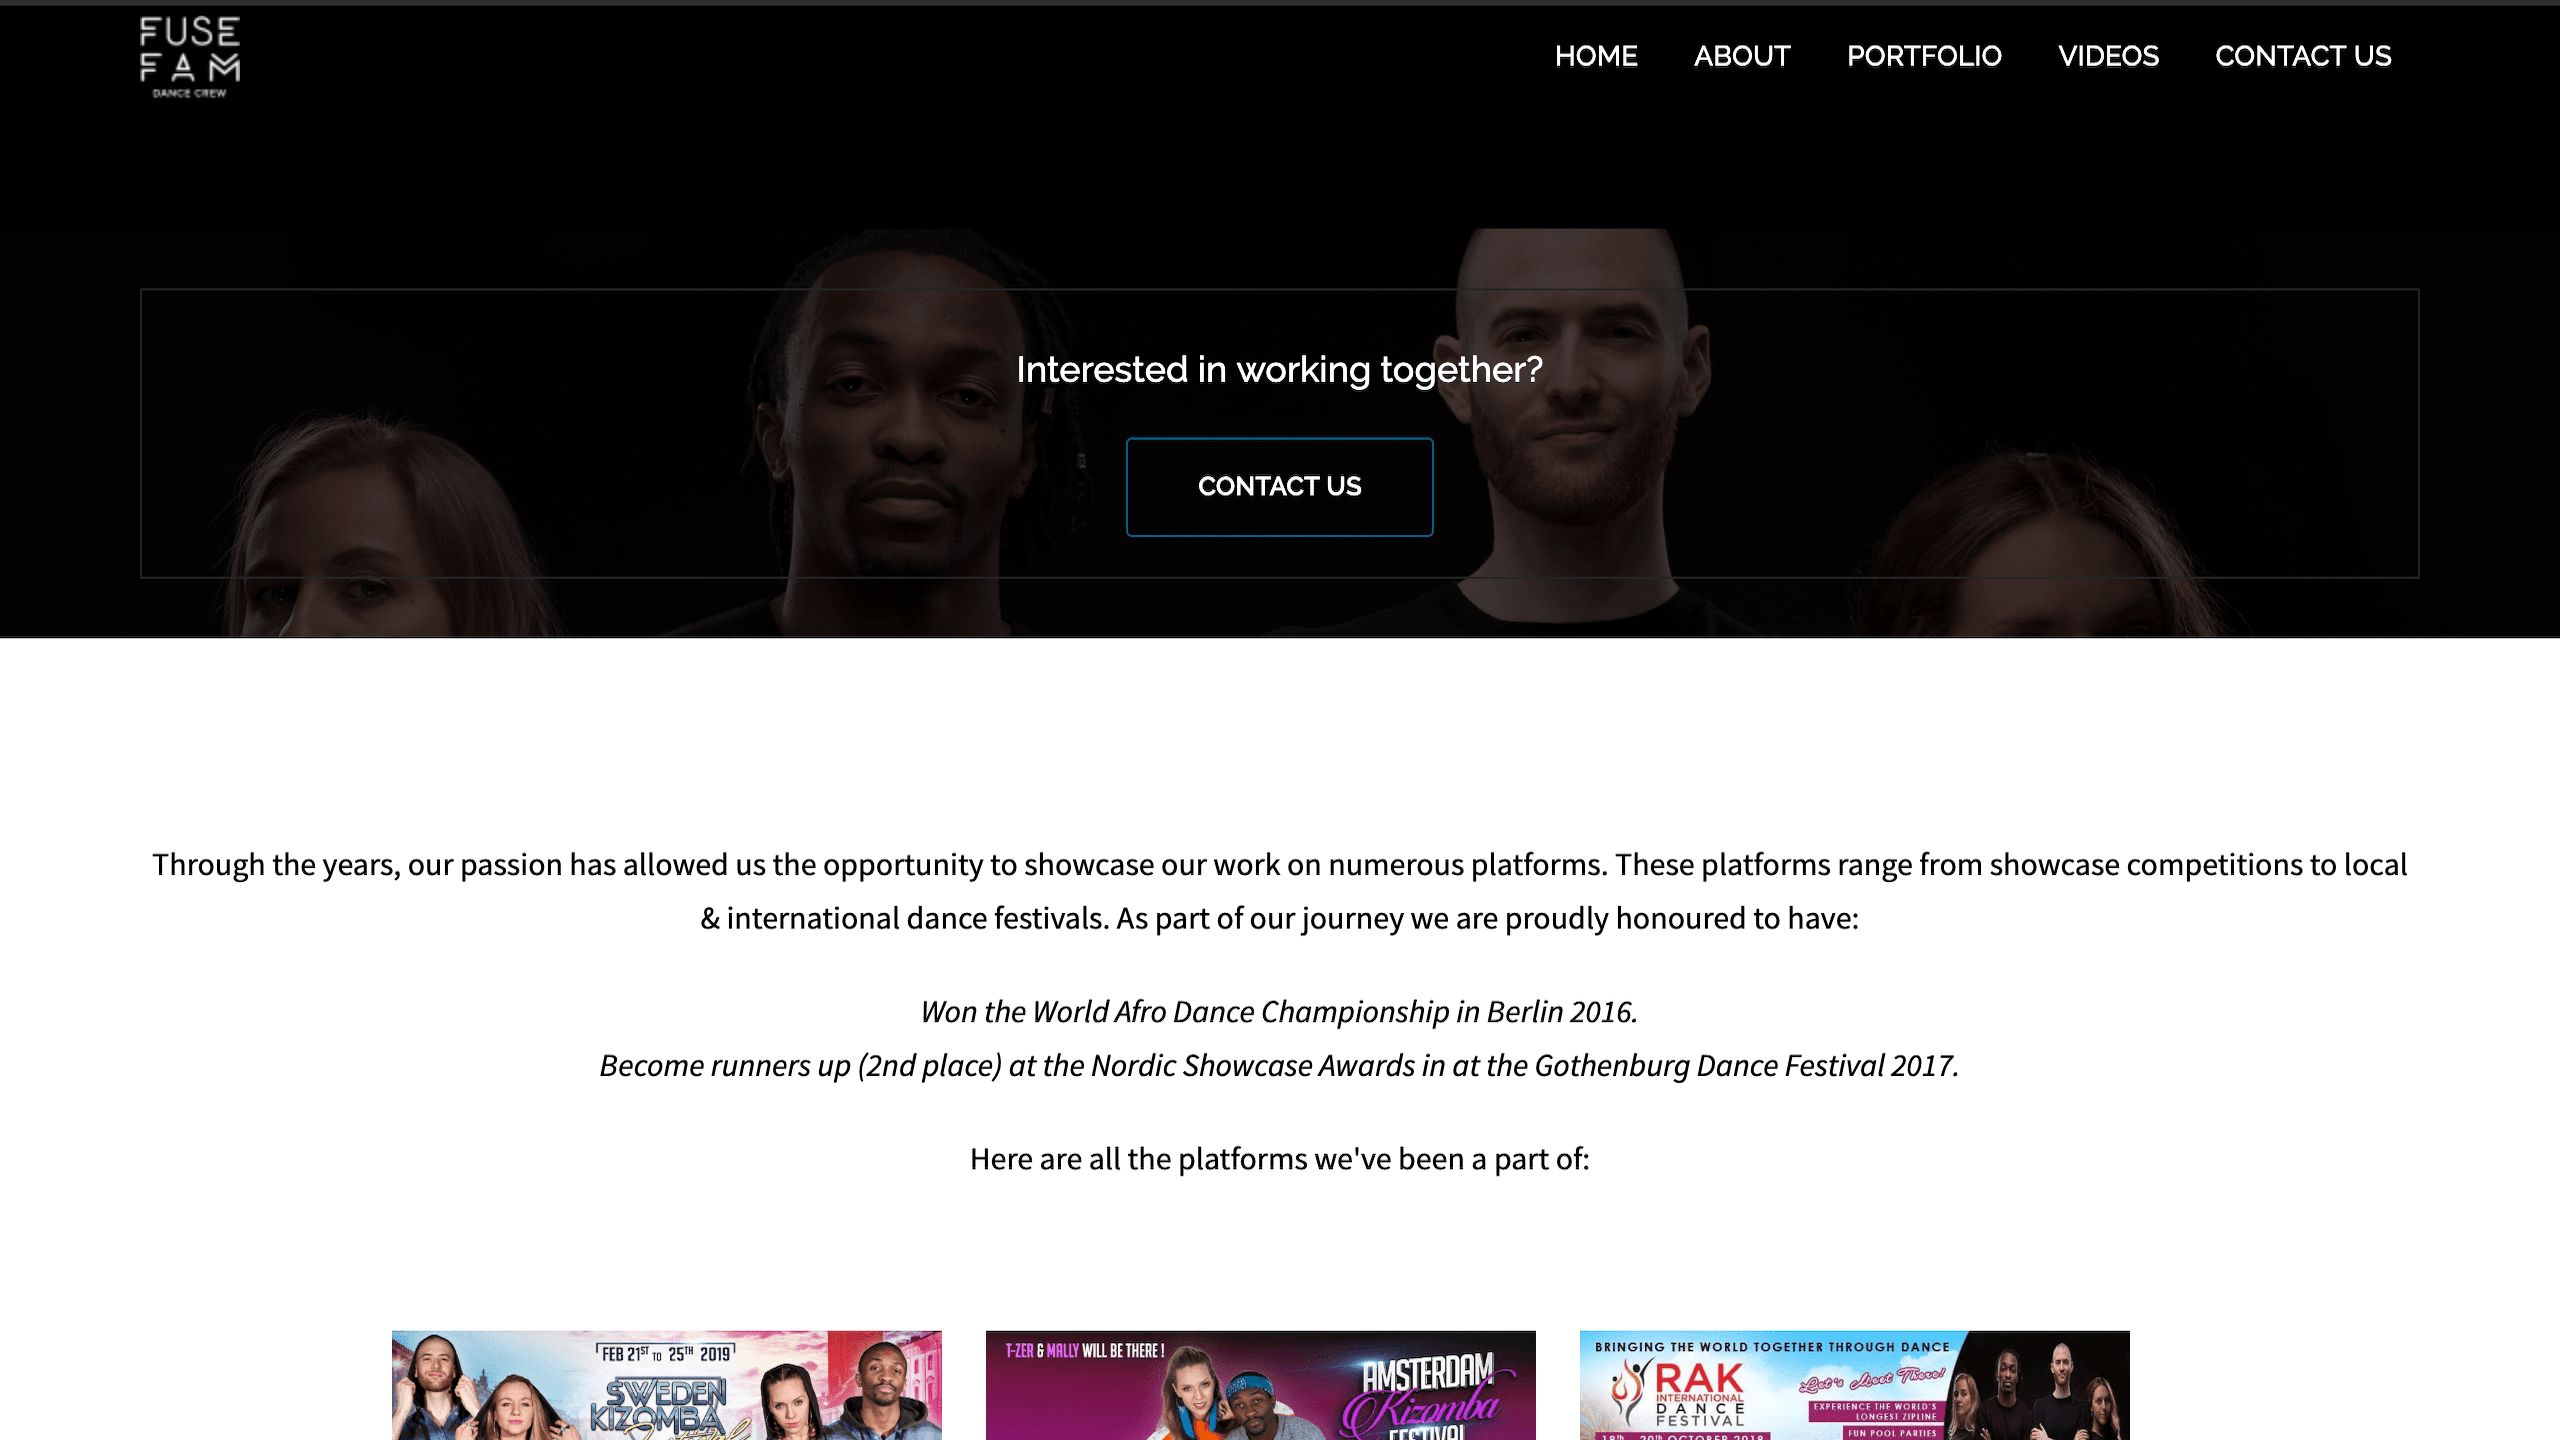 FUSE
FAM
DANCE CREW
HOME ABOUT PORTFOLIO VIDEOS CONTACT US
Interested in working together?
CONTACT US
Through the years, our passion has allowed us the opportunity to showcase our work on numerous platforms. These platforms range from showcase competitions to local
& international dance festivals. As part of our journey we are proudly honoured to have:
Won the World Afro Dance Championship in Berlin 2016.
Become runners up (2nd place) at the Nordic Showcase Awards in at the Gothenburg Dance Festival 2017.
Here are all the platforms we've been a part of:
FEB 21ST TO 25TH 2019
SWEDEN
KIZOMBA
T-ZER & MALLY WILL BE THERE !
AMSTERDAM
Kizomba
FESTIVAL
BRINGING THE WORLD TOGETHER THROUGH DANCE
RAK
INTERNATIONAL
DANCE
FESTIVAL
Let's Meet There!
EXPERIENCE THE WORLD'S
LONGEST ZIPLINE
FUN POOL PARTIES